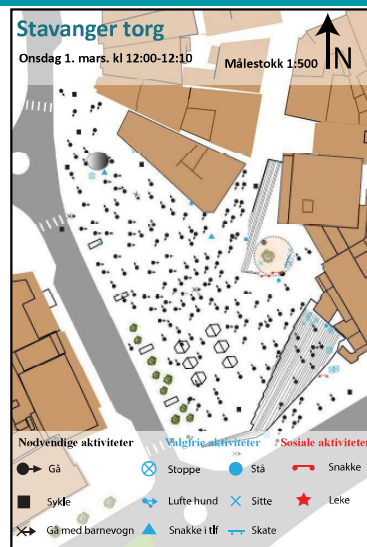 Stavanger torg
Onsdag 1. mars. kl 12:00-12:10 Målestokk 1:500 N
Nødvendige aktiviteter Valgfrie aktiviteter Sosiale aktiviteter
Gå Stoppe Stå Snakke
Sykle Lufte hund Sitte Leke
Gå med barnevogn Snakke i tlf Skate